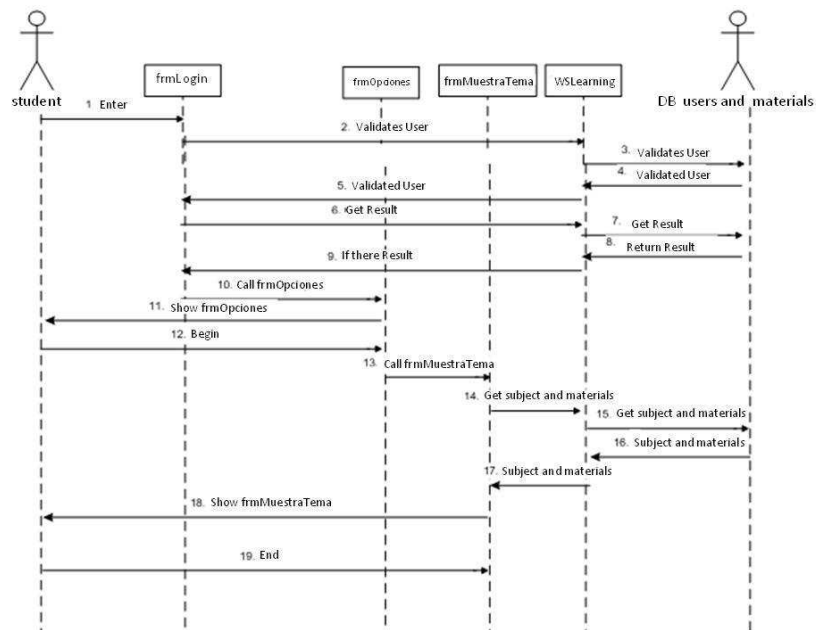 frmLogin
frmOpciones
frmMuestraTema
WSLearning
student
DB users and materials
1 Enter
2. Validates User
3. Validates User
4. Validated User
5. Validated User
6. Get Result
7. Get Result
8. Return Result
9. If there Result
10. Call frmOpciones
11. Show frmOpciones
12. Begin
13. Call frmMuestraTema
14. Get subject and materials
15. Get subject and materials
16. Subject and materials
17. Subject and materials
18. Show frmMuestraTema
19. End